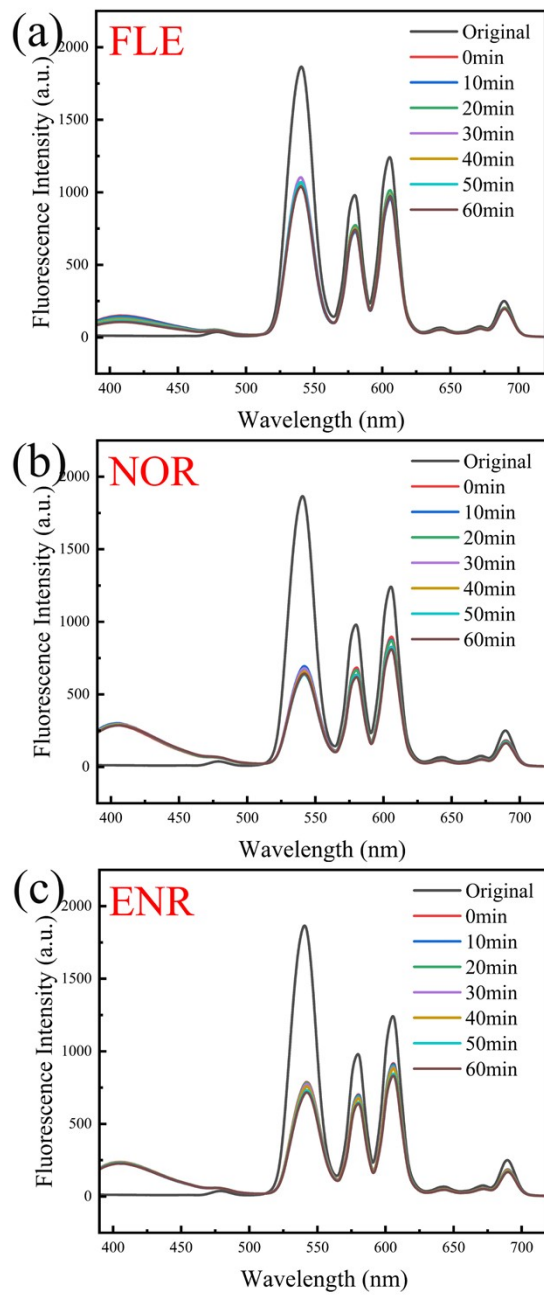 (a)
FLE
Original
0min
10min
20min
30min
40min
50min
60min
2000
1500
1000
500
0
Fluorescence Intensity (a.u.)
400 450 500 550 600 650 700
Wavelength (nm)
(b)
NOR
Original
0min
10min
20min
30min
40min
50min
60min
2000
1500
1000
500
0
Fluorescence Intensity (a.u.)
400 450 500 550 600 650 700
Wavelength (nm)
(c)
ENR
Original
0min
10min
20min
30min
40min
50min
60min
2000
1500
1000
500
0
Fluorescence Intensity (a.u.)
400 450 500 550 600 650 700
Wavelength (nm)